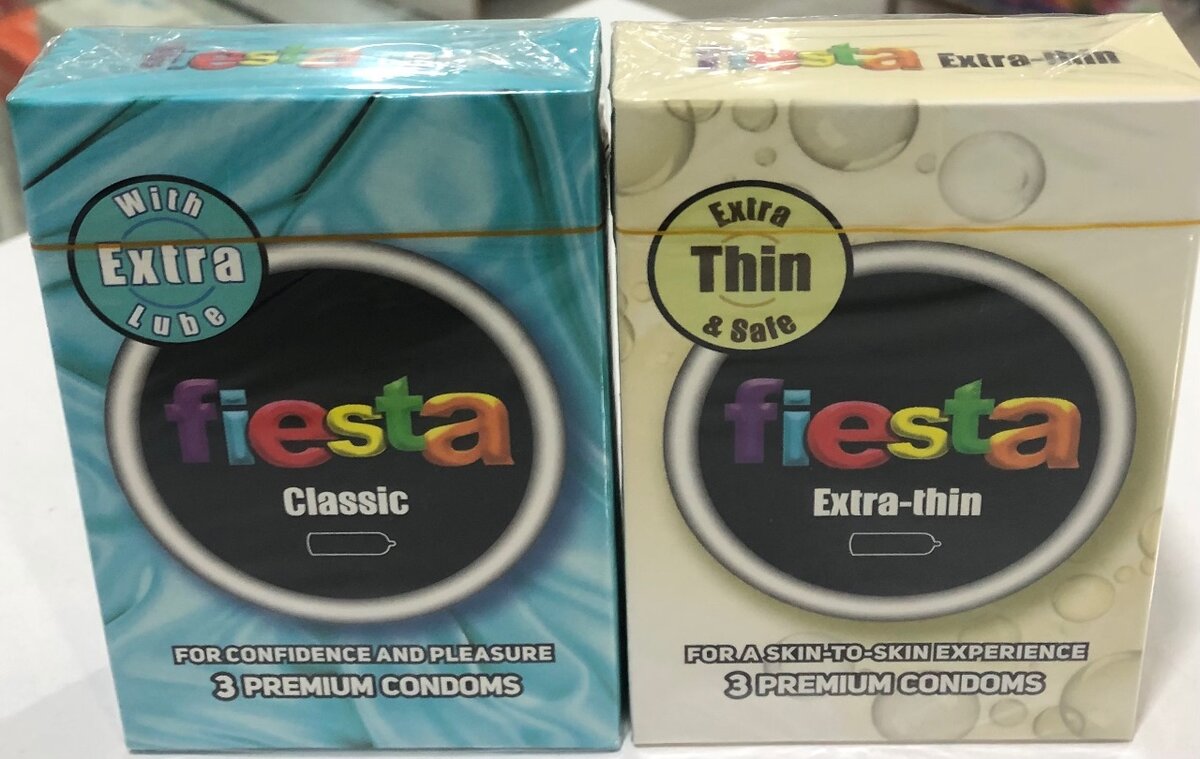 fiesta
With
Extra
Lube
fiesta
Classic
FOR CONFIDENCE AND PLEASURE
3 PREMIUM CONDOMS
fiesta Extra-thin
Extra
Thin
& Safe
fiesta
Extra-thin
FOR A SKIN-TO-SKIN EXPERIENCE
3 PREMIUM CONDOMS